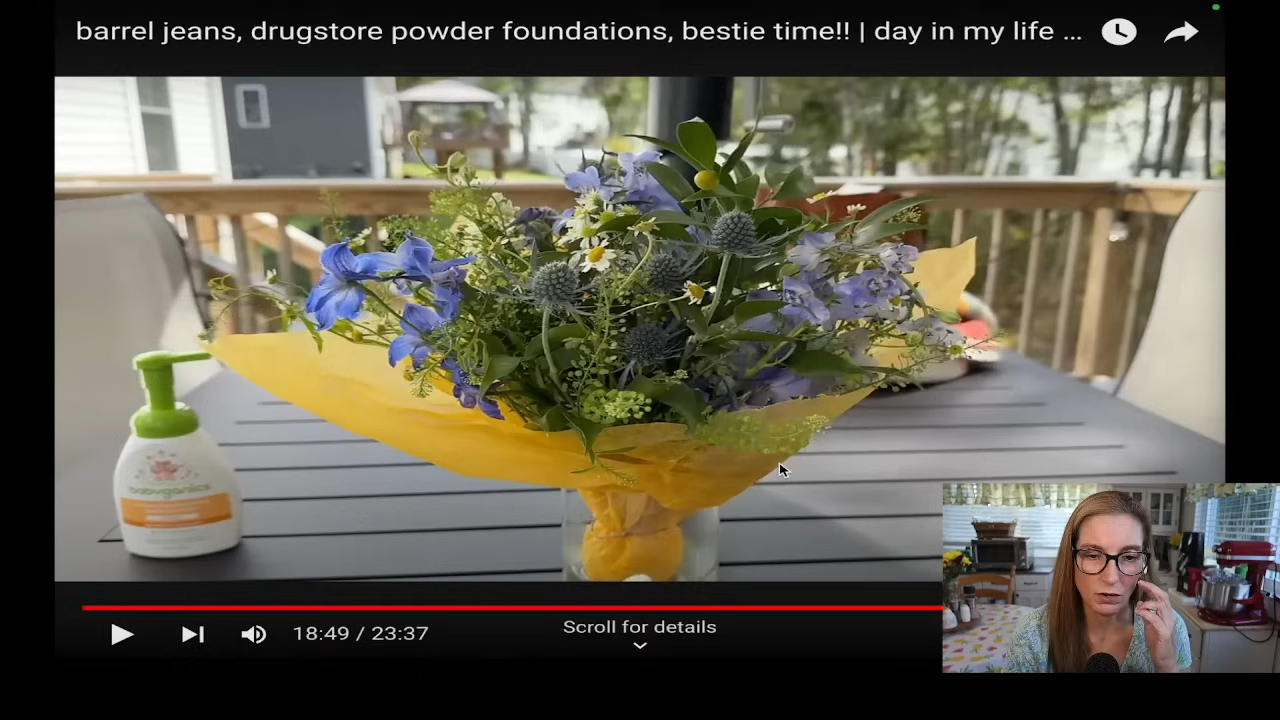 barrel jeans, drugstore powder foundations, bestie time!! | day in my life ...
babyganics
18:49 / 23:37
Scroll for details